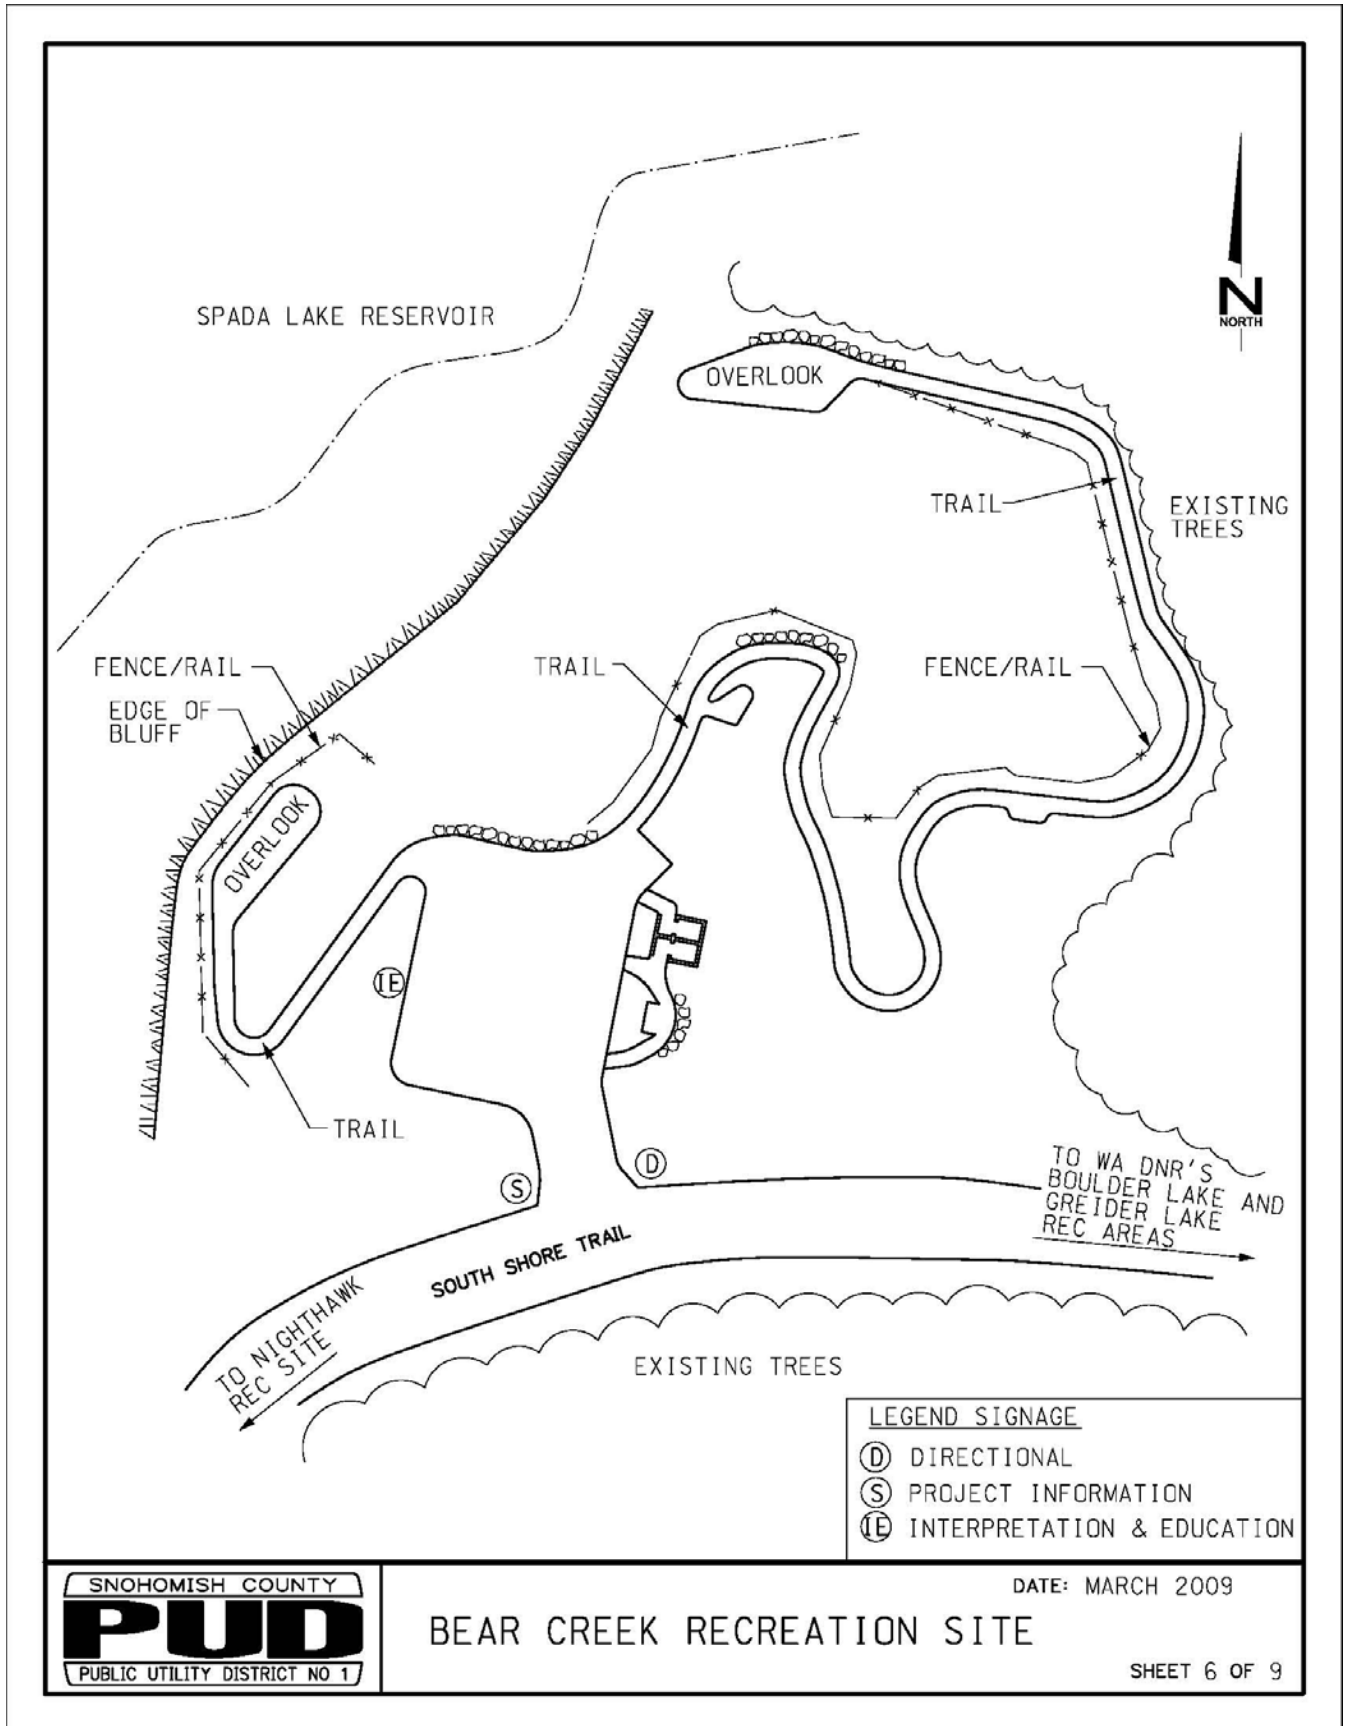 N
NORTH
SPADA LAKE RESERVOIR
OVERLOOK
TRAIL
EXISTING
TREES
FENCE/RAIL
TRAIL
FENCE/RAIL
EDGE OF
BLUFF
OVERLOOK
IE
TRAIL
D
S
TO WA DNR'S
BOULDER LAKE AND
GREIDER LAKE
REC AREAS
SOUTH SHORE TRAIL
TO NIGHTHAWK
REC SITE
EXISTING TREES
LEGEND SIGNAGE
D DIRECTIONAL
S PROJECT INFORMATION
IE INTERPRETATION & EDUCATION
SNOHOMISH COUNTY
PUD
PUBLIC UTILITY DISTRICT NO 1
DATE: MARCH 2009
BEAR CREEK RECREATION SITE
SHEET 6 OF 9